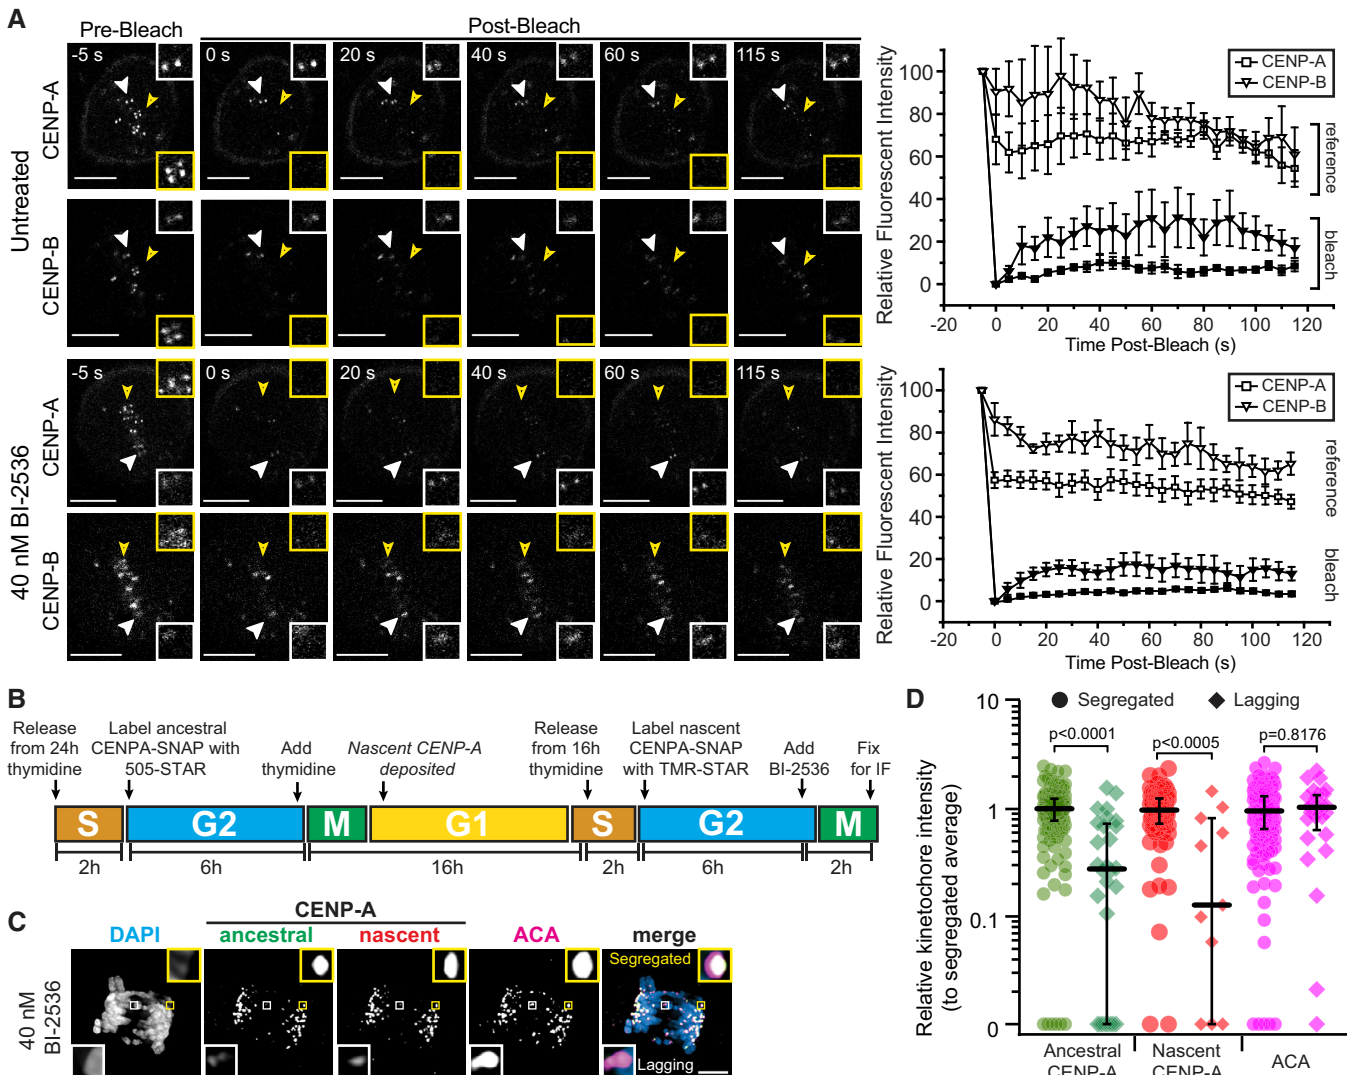 A
Pre-Bleach
Post-Bleach
Untreated
CENP-A
-5 s
0 s
20 s
40 s
60 s
115 s
CENP-B
40 nM BI-2536
CENP-A
-5 s
0 s
20 s
40 s
60 s
115 s
CENP-B
Relative Fluorescent Intensity
100
80
60
40
20
0
CENP-A
CENP-B
reference
bleach
-20 0 20 40 60 80 100 120
Time Post-Bleach (s)
Relative Fluorescent Intensity
100
80
60
40
20
0
CENP-A
CENP-B
reference
bleach
-20 0 20 40 60 80 100 120
Time Post-Bleach (s)
B
Release
from 24h
thymidine
Label ancestral
CENPA-SNAP with
505-STAR
Add
thymidine
Nascent CENP-A
deposited
Release
from 16h
thymidine
Label nascent
CENPA-SNAP
with TMR-STAR
Add
BI-2536
Fix
for IF
S G2 M G1 S G2 M
2h 6h 16h 2h 6h 2h
C
CENP-A
DAPI ancestral nascent ACA merge
40 nM
BI-2536
Segregated
Lagging
D
Segregated Lagging
Relative kinetochore intensity
(to segregated average)
10
1
0.1
0
p<0.0001
p<0.0005
p=0.8176
Ancestral
CENP-A
Nascent
CENP-A
ACA